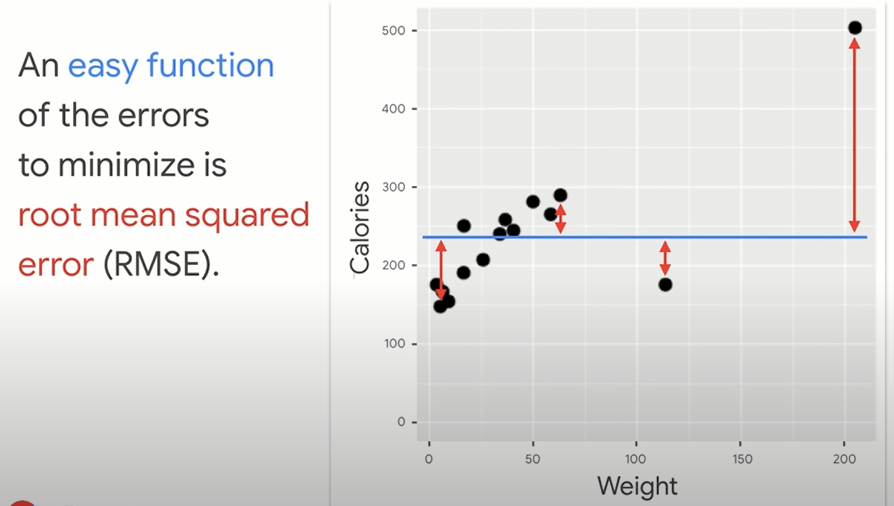 An easy function
of the errors
to minimize is
root mean squared
error (RMSE).
Calories
500
400
300
200
100
0
0 50 100 150 200
Weight